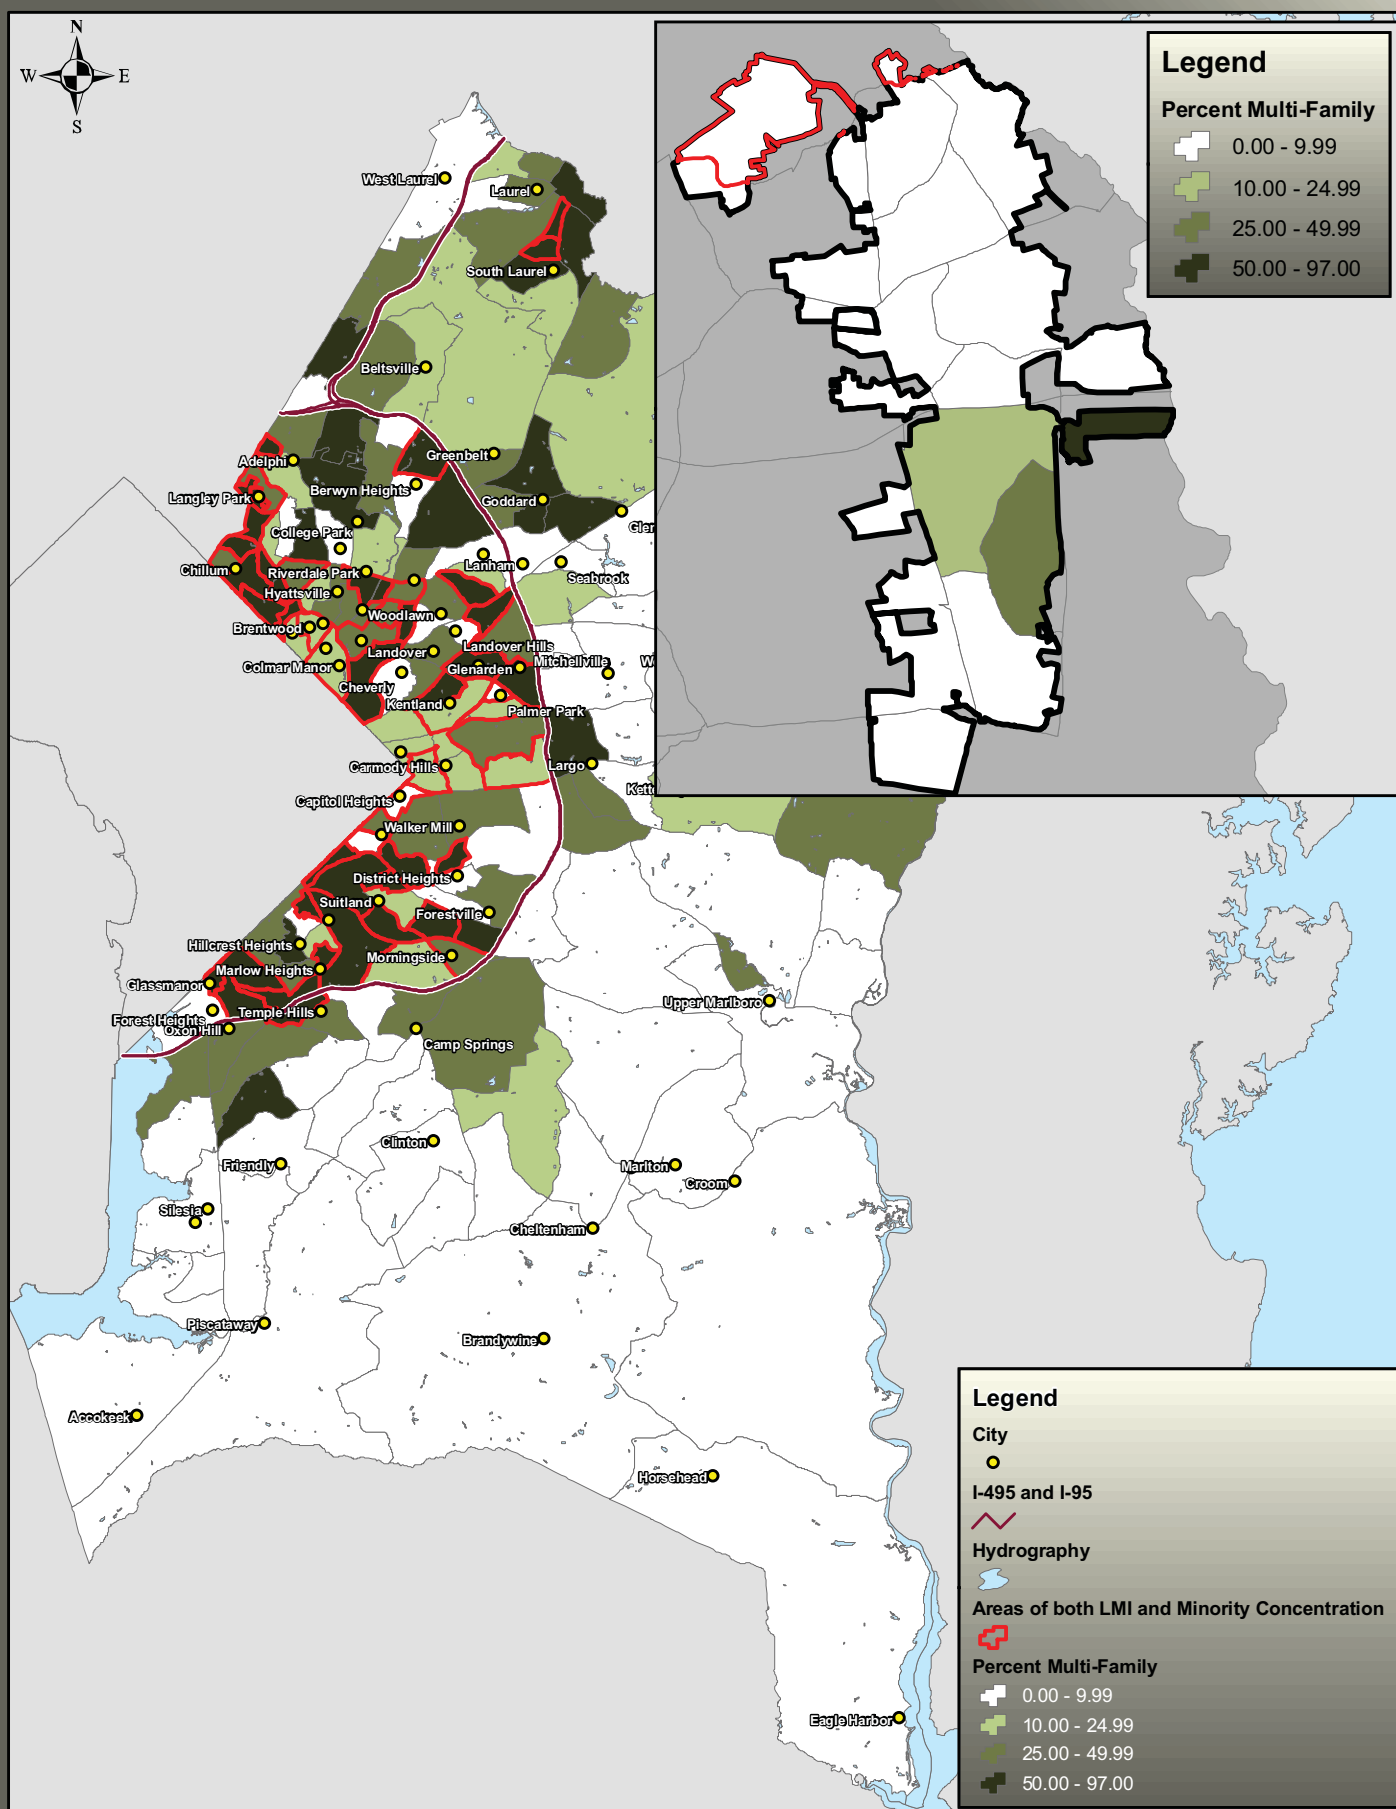 N
W
E
S
Legend
Percent Multi-Family
0.00 - 9.99
10.00 - 24.99
25.00 - 49.99
50.00 - 97.00
West Laurel
Laurel
South Laurel
Beltsville
Greenbelt
Adelphi
Berwyn Heights
Langley Park
Goddard
Glen
College Park
Lanham
Seabrook
Chillum
Riverdale Park
Hyattsville
Woodlawn
Brentwood
Landover Hills
Landover
Mitchellville
W
Colmar Manor
Glenarden
Cheverly
Kentland
Palmer Park
Carmody Hills
Largo
Kett
Capitol Heights
Walker Mill
District Heights
Suitland
Forestville
Hillcrest Heights
Morningside
Marlow Heights
Glassmanor
Upper Marlboro
Forest Heights
Temple Hills
Oxon Hill
Camp Springs
Clinton
Friendly
Marlton
Croom
Silesia
Cheltenham
Piscataway
Brandywine
Accokeek
Horsehead
Eagle Harbor
Legend
City
I-495 and I-95
Hydrography
Areas of both LMI and Minority Concentration
Percent Multi-Family
0.00 - 9.99
10.00 - 24.99
25.00 - 49.99
50.00 - 97.00